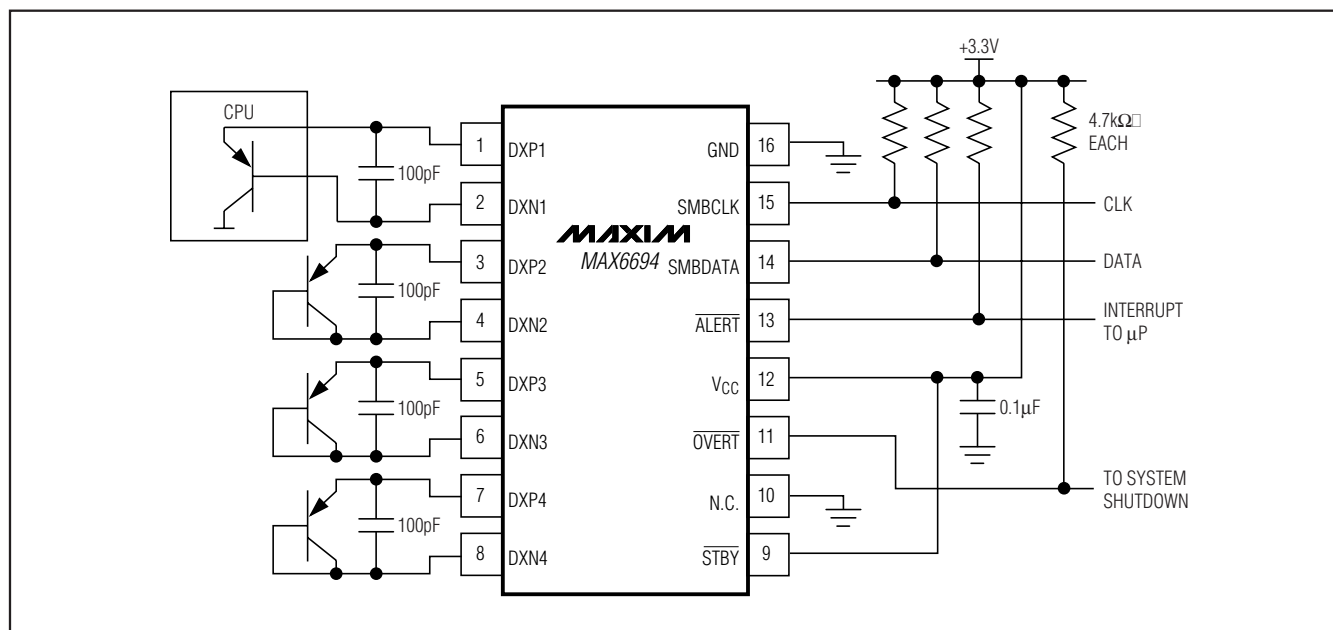 +3.3V
CPU
4.7kΩ□
EACH
100pF
1
DXP1
GND
16
2
DXN1
SMBCLK
15
CLK
MAXIM
MAX6694
100pF
3
DXP2
SMBDATA
14
DATA
4
DXN2
ALERT
13
INTERRUPT
TO µP
100pF
5
DXP3
VCC
12
0.1µF
6
DXN3
OVERT
11
100pF
7
DXP4
N.C.
10
TO SYSTEM
SHUTDOWN
8
DXN4
STBY
9